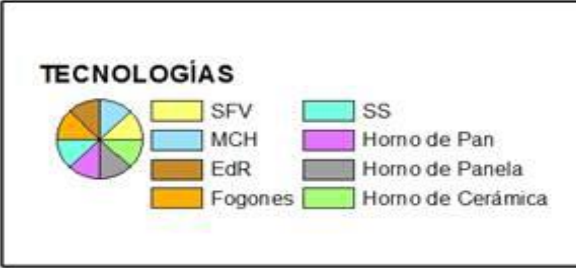 TECNOLOGÍAS
SFV
MCH
EdR
Fogones
SS
Horno de Pan
Horno de Panela
Horno de Cerámica